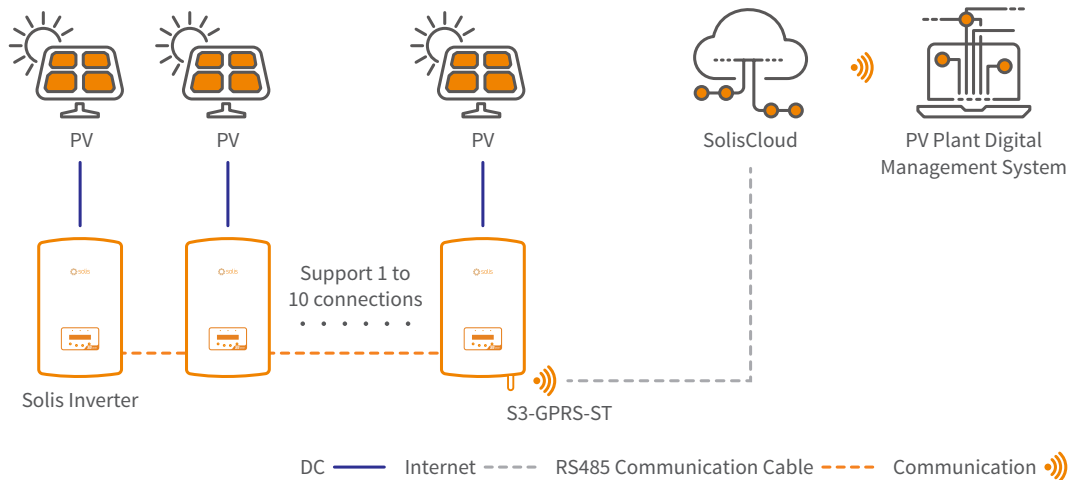 PV
PV
PV
SolisCloud
PV Plant Digital
Management System
solis
solis
solis
Support 1 to
10 connections
Solis Inverter
S3-GPRS-ST
DC
Internet
RS485 Communication Cable
Communication